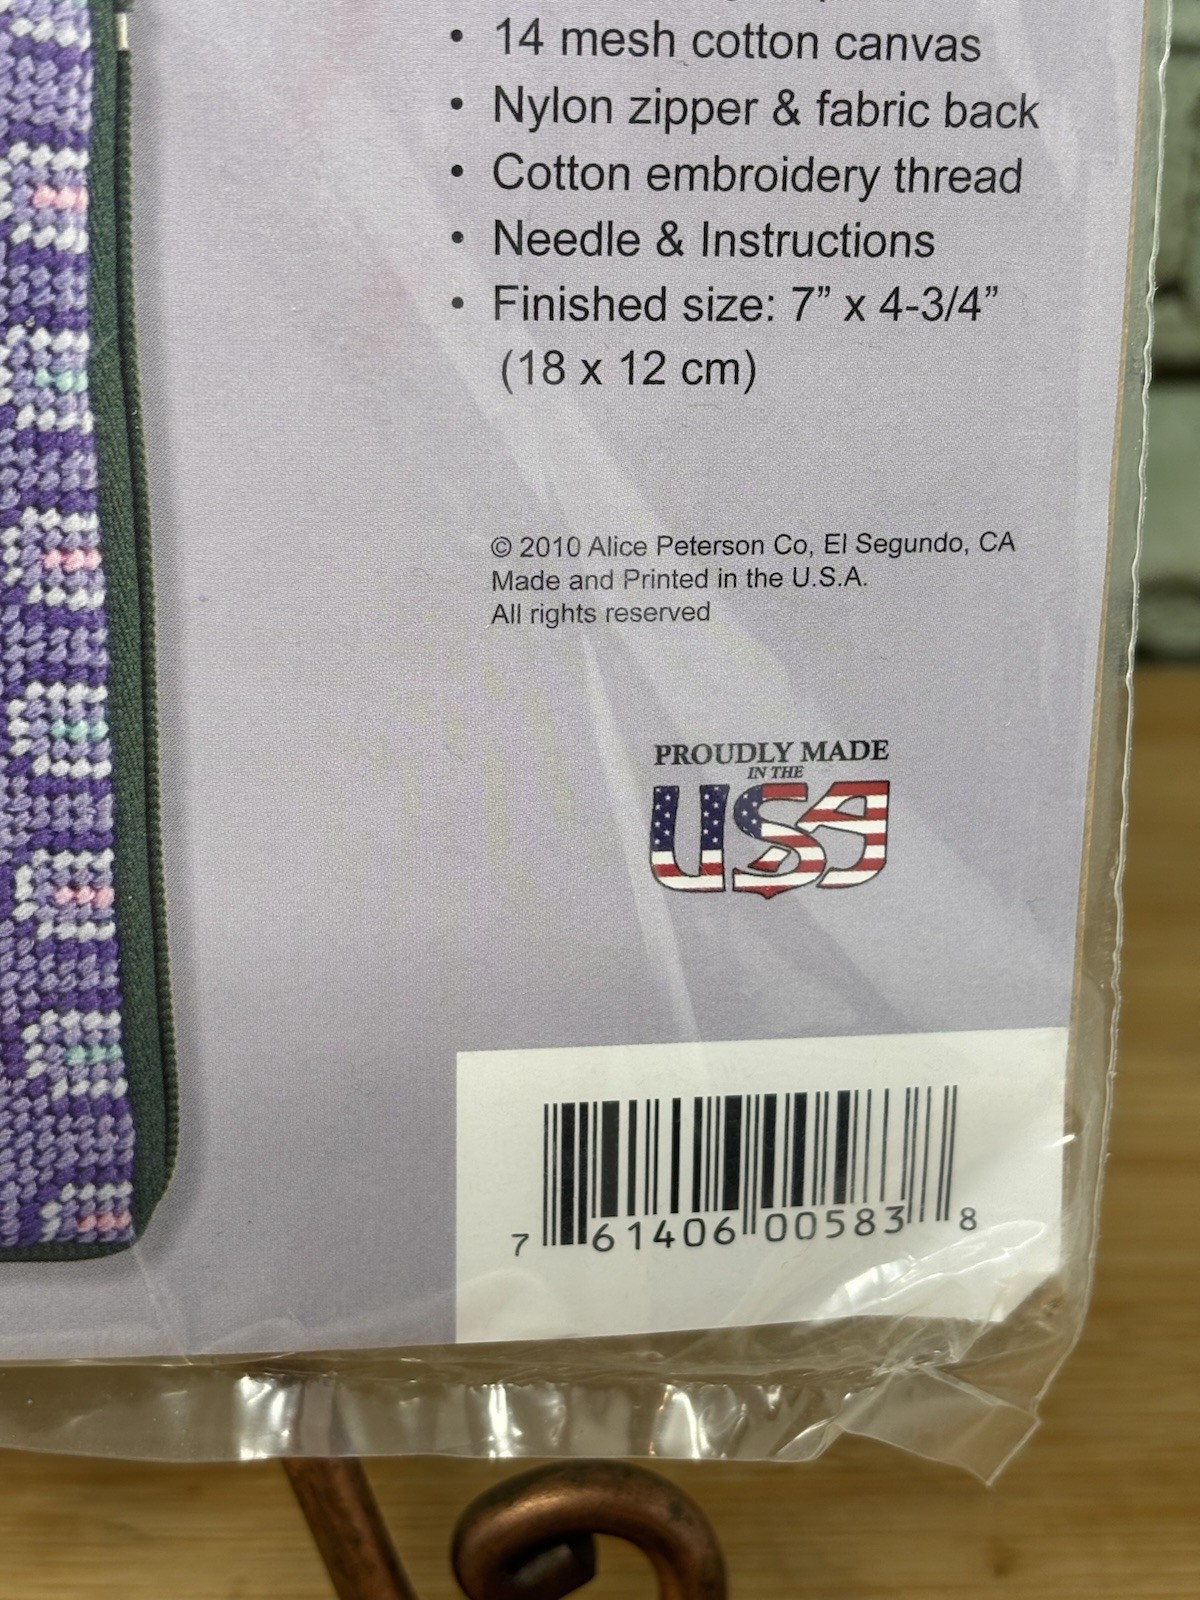 • 14 mesh cotton canvas
• Nylon zipper & fabric back
• Cotton embroidery thread
• Needle & Instructions
• Finished size: 7” x 4-3/4”
(18 x 12 cm)
© 2010 Alice Peterson Co, El Segundo, CA
Made and Printed in the U.S.A.
All rights reserved
PROUDLY MADE
IN THE
USA
7 61406 00583 8